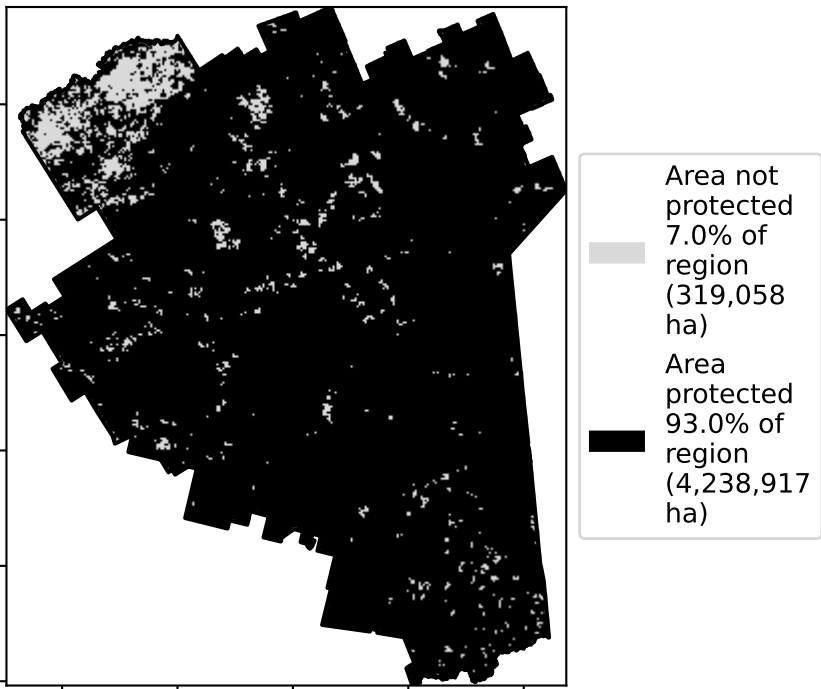 Area not
protected
7.0% of
region
(319,058
ha)
Area
protected
93.0% of
region
(4,238,917
ha)